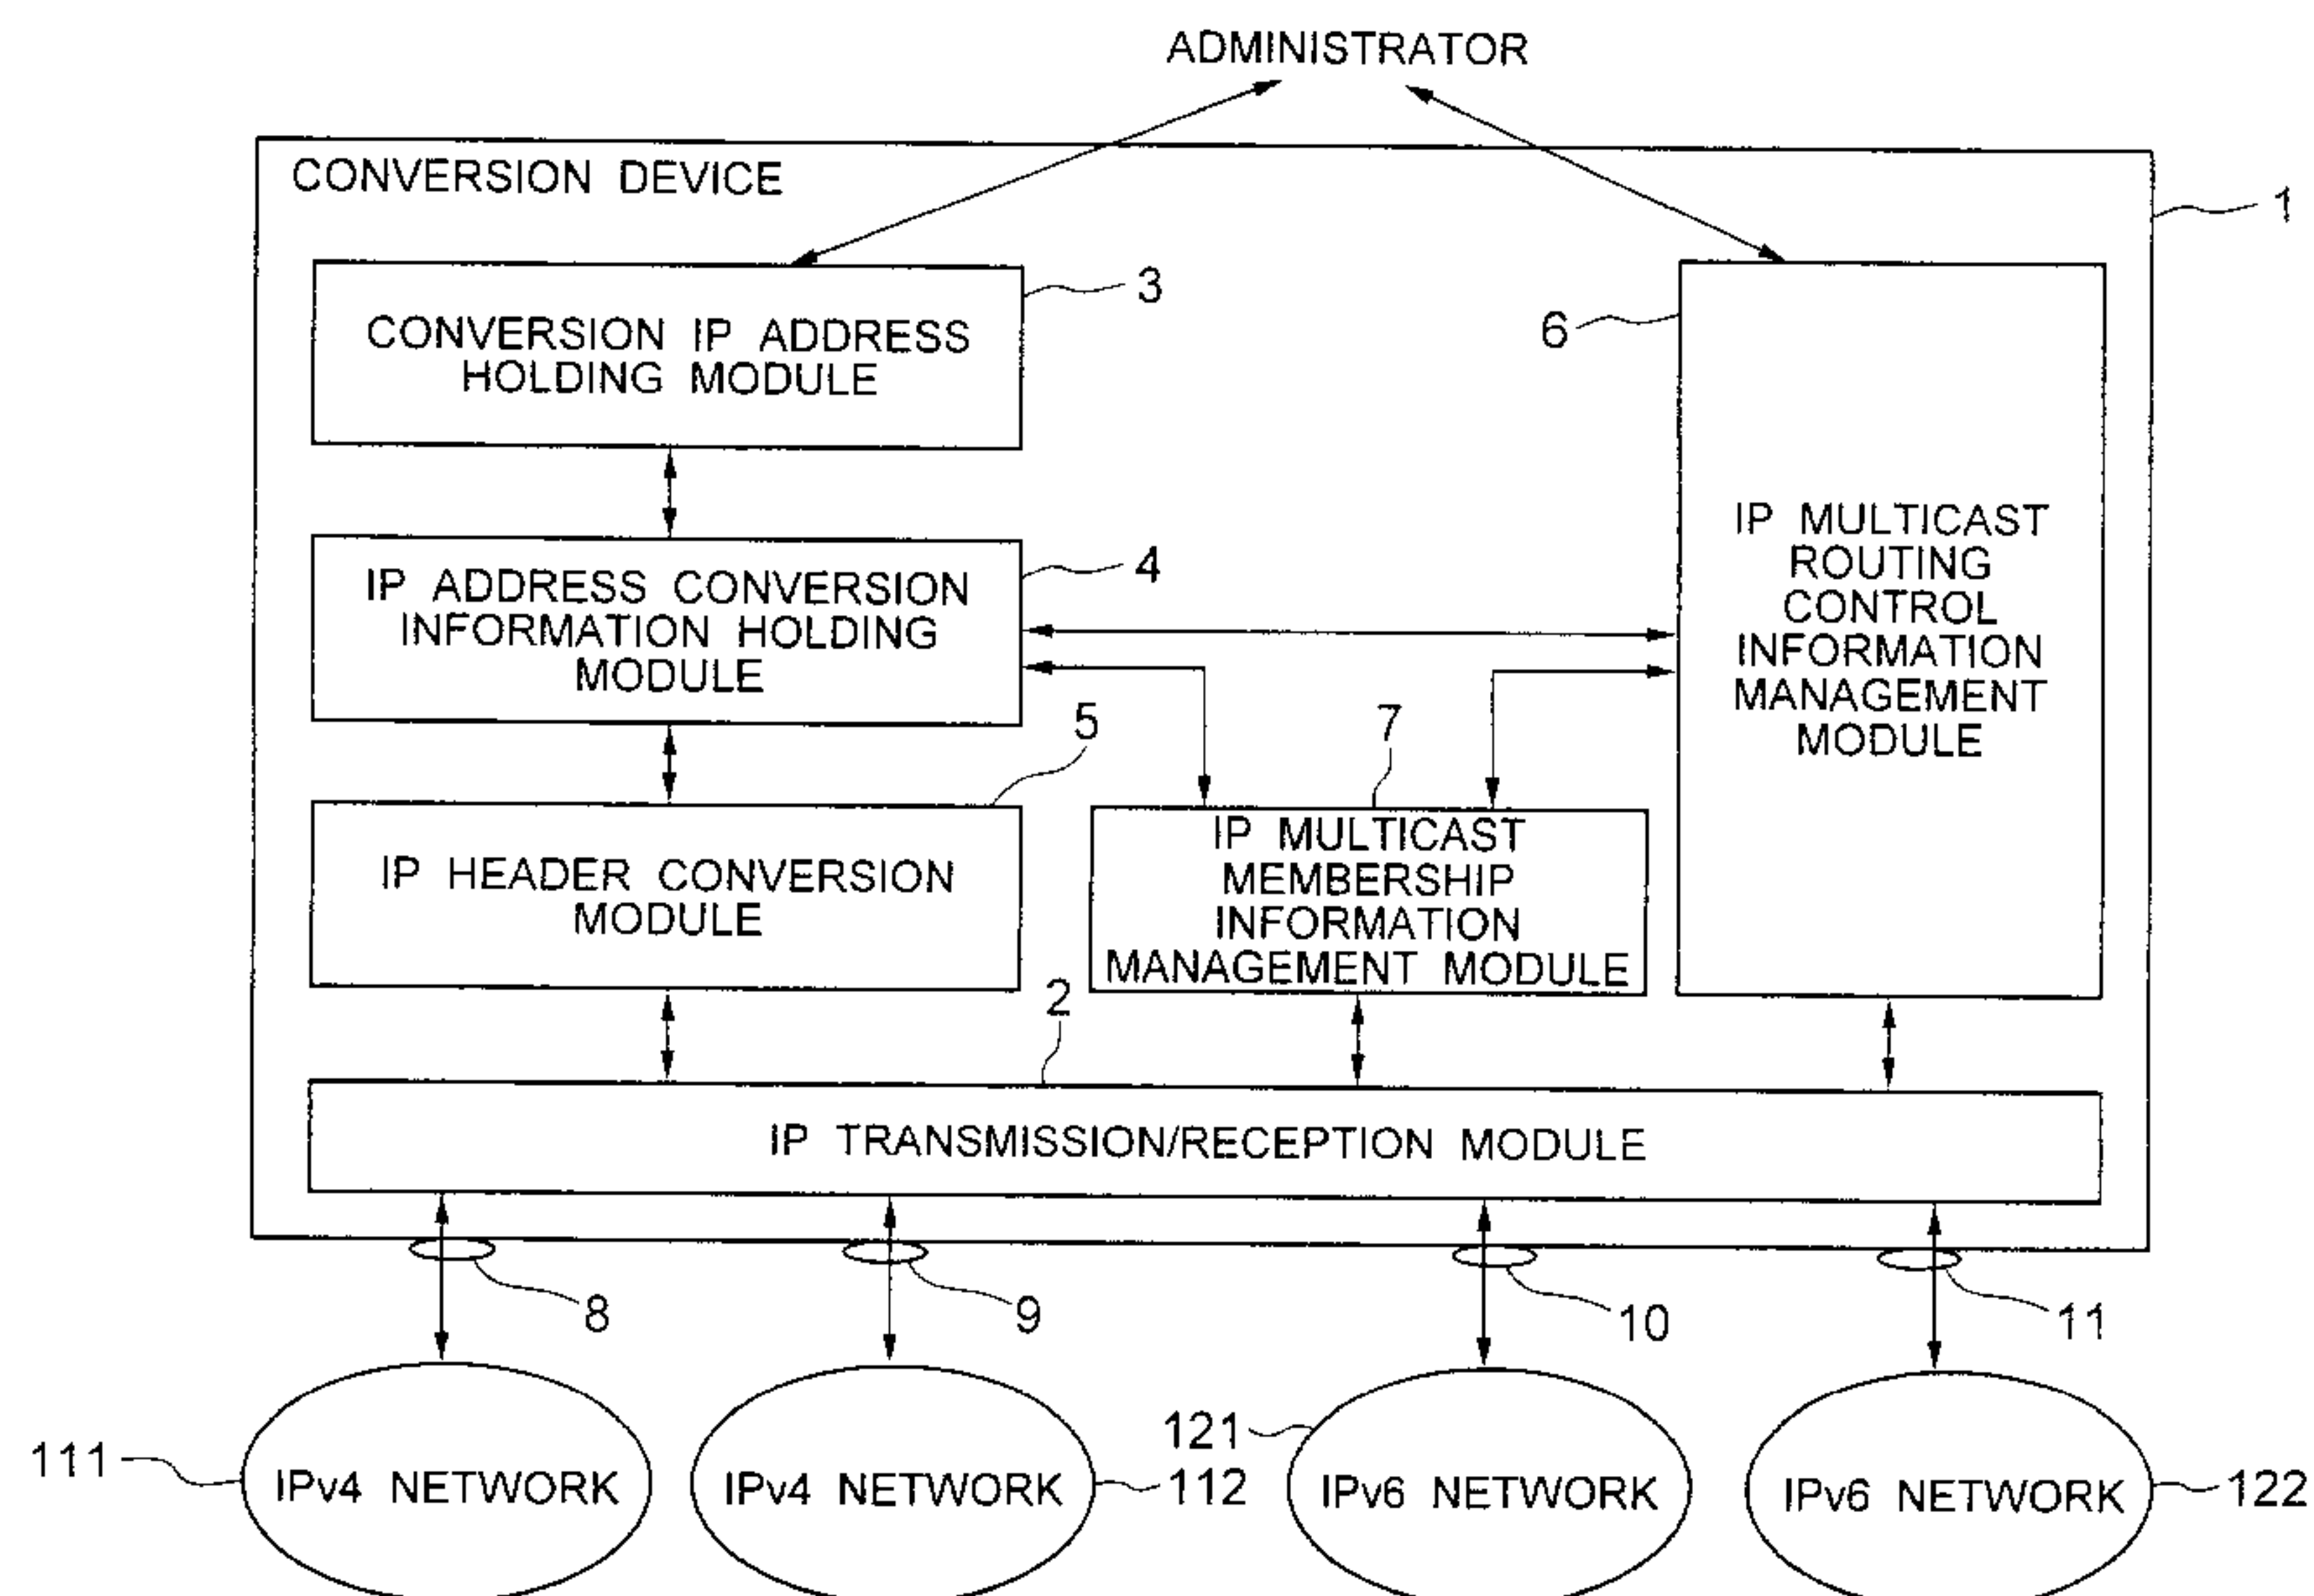 ADMINISTRATOR
CONVERSION DEVICE
1
3
CONVERSION IP ADDRESS
HOLDING MODULE
6
4
IP ADDRESS CONVERSION
INFORMATION HOLDING
MODULE
IP MULTICAST
ROUTING
CONTROL
INFORMATION
MANAGEMENT
MODULE
5
7
IP HEADER CONVERSION
MODULE
IP MULTICAST
MEMBERSHIP
INFORMATION
MANAGEMENT MODULE
2
IP TRANSMISSION/RECEPTION MODULE
8
9
10
11
111
IPv4 NETWORK
IPv4 NETWORK
112
121
IPv6 NETWORK
IPv6 NETWORK
122